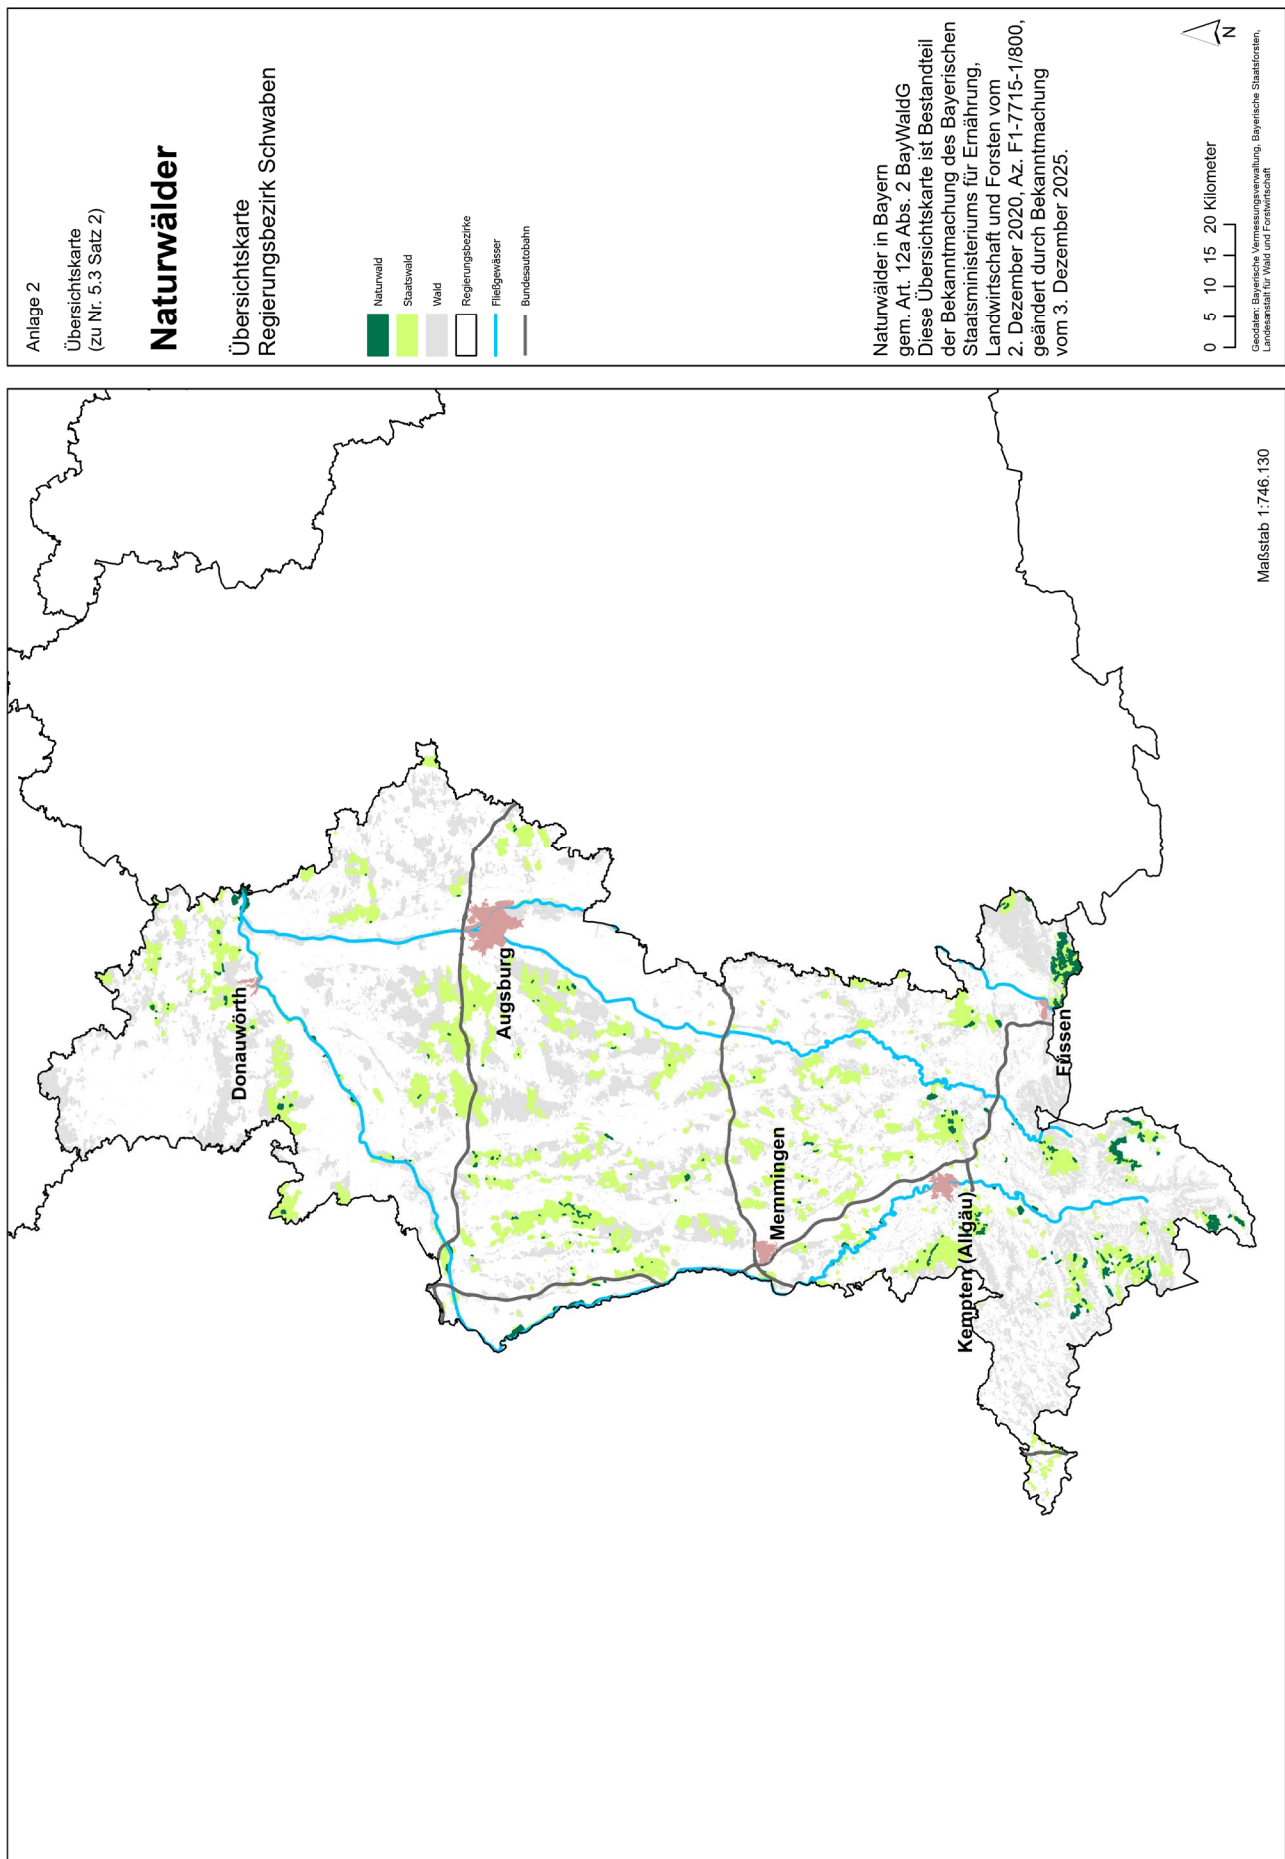 Anlage 2
Übersichtskarte
(zu Nr. 5.3 Satz 2)
Naturwälder
Übersichtskarte
Regierungsbezirk Schwaben
Naturwald
Staatswald
Wald
Regierungsbezirke
Fließgewässer
Bundesautobahn
Naturwälder in Bayern
gem. Art. 12a Abs. 2 BayWaldG
Diese Übersichtskarte ist Bestandteil
der Bekanntmachung des Bayerischen
Staatsministeriums für Ernährung,
Landwirtschaft und Forsten vom
2. Dezember 2020, Az. F1-7715-1/800,
geändert durch Bekanntmachung
vom 3. Dezember 2025.
N
0 5 10 15 20 Kilometer
Geodaten: Bayerische Vermessungsverwaltung, Bayerische Staatsforsten,
Landesanstalt für Wald und Forstwirtschaft
Donauwörth
Augsburg
Memmingen
Kempten (Allgäu)
Füssen
Maßstab 1:746.130